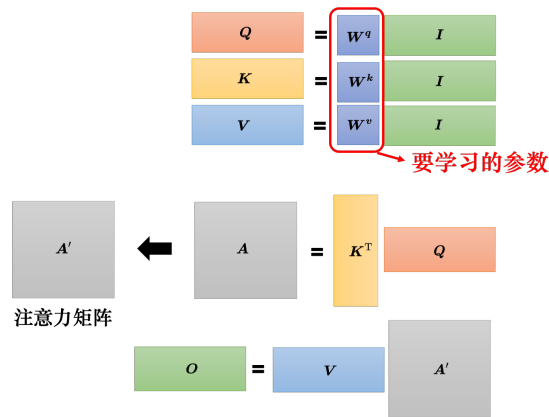 Q = W^q I
K = W^k I
V = W^v I
要学习的参数
A′ A = K^T Q
注意力矩阵
O = V A′